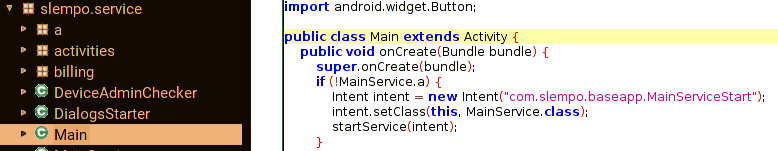 slempo.service
a
activities
billing
DeviceAdminChecker
DialogsStarter
Main
import android.widget.Button;
public class Main extends Activity {
public void onCreate(Bundle bundle) {
super.onCreate(bundle);
if (!MainService.a) {
Intent intent = new Intent("com.slempo.baseapp.MainServiceStart");
intent.setClass(this, MainService.class);
startService(intent);
}